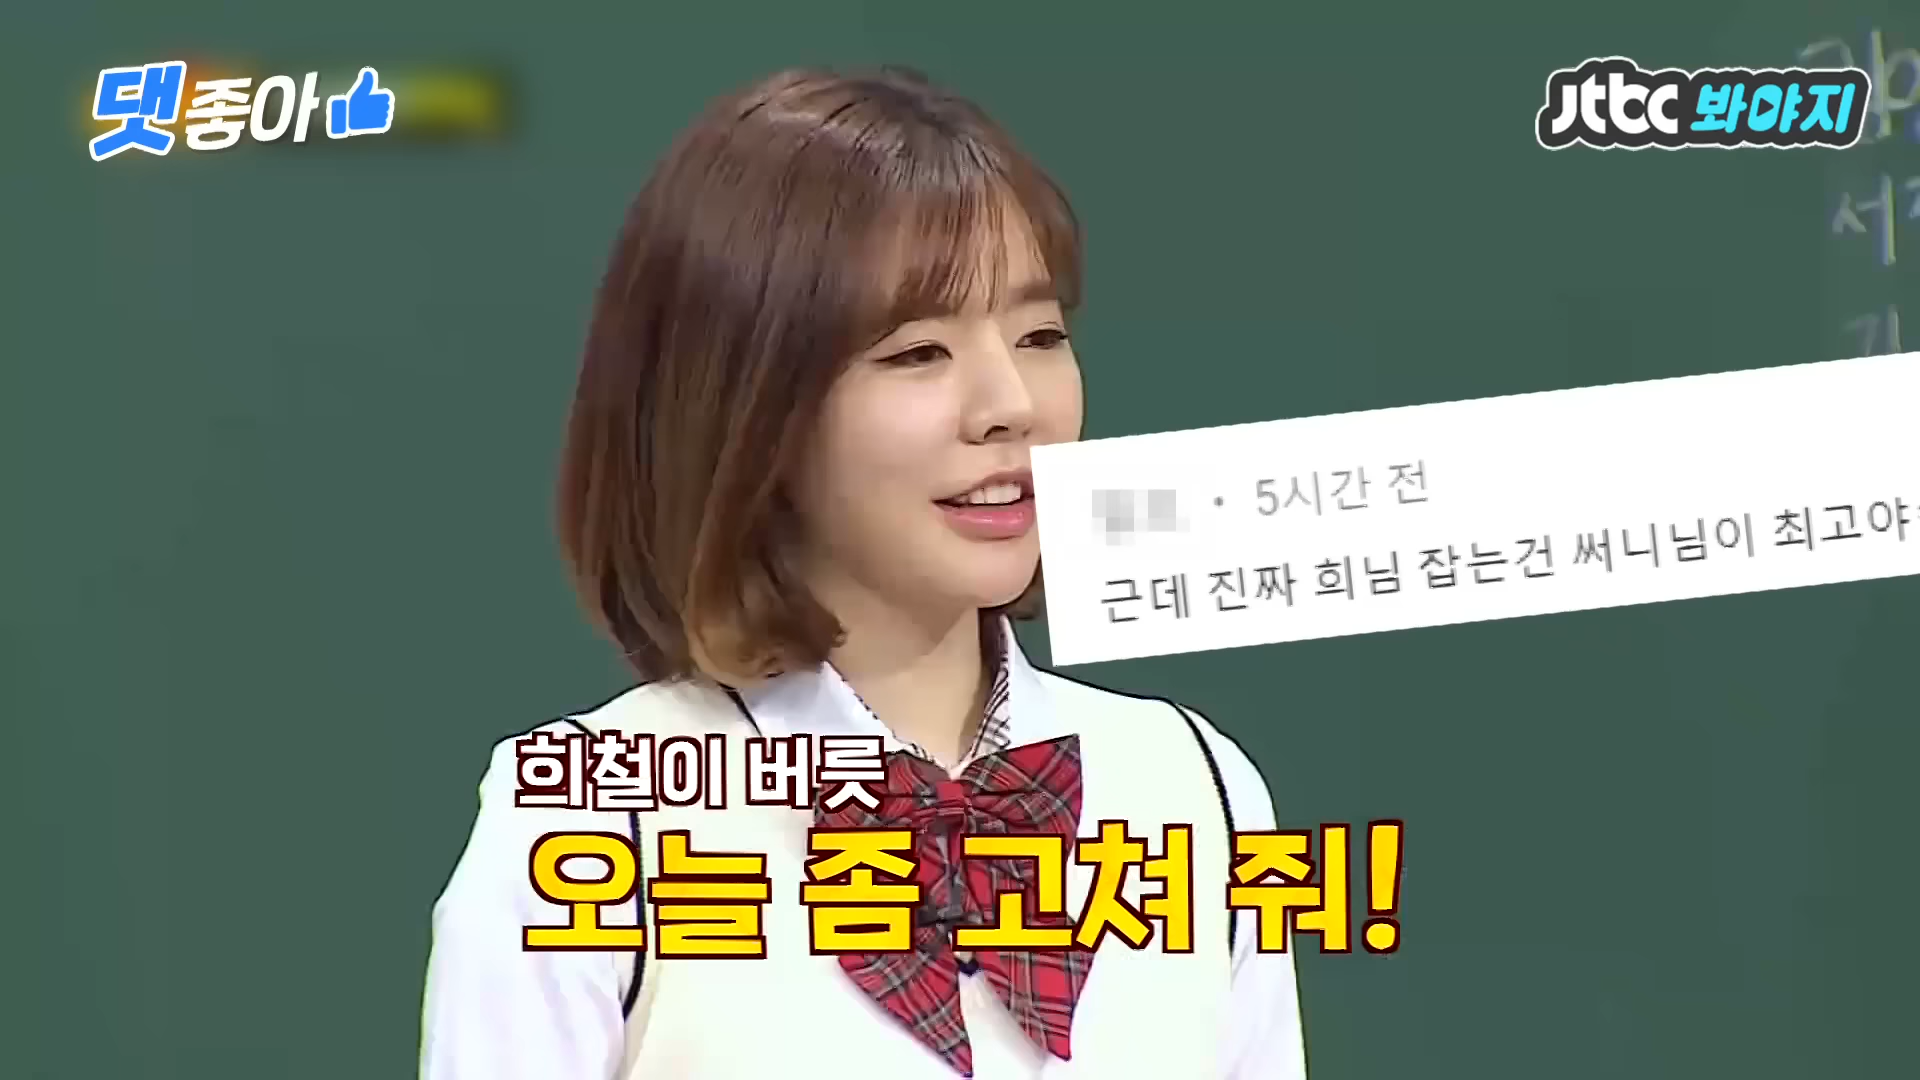 댓좋아
jtbc 봐야지
서
· 5시간 전
근데 진짜 희님 잡는건 써니님이 최고야
희철이 버릇
오늘 좀 고쳐 줘!